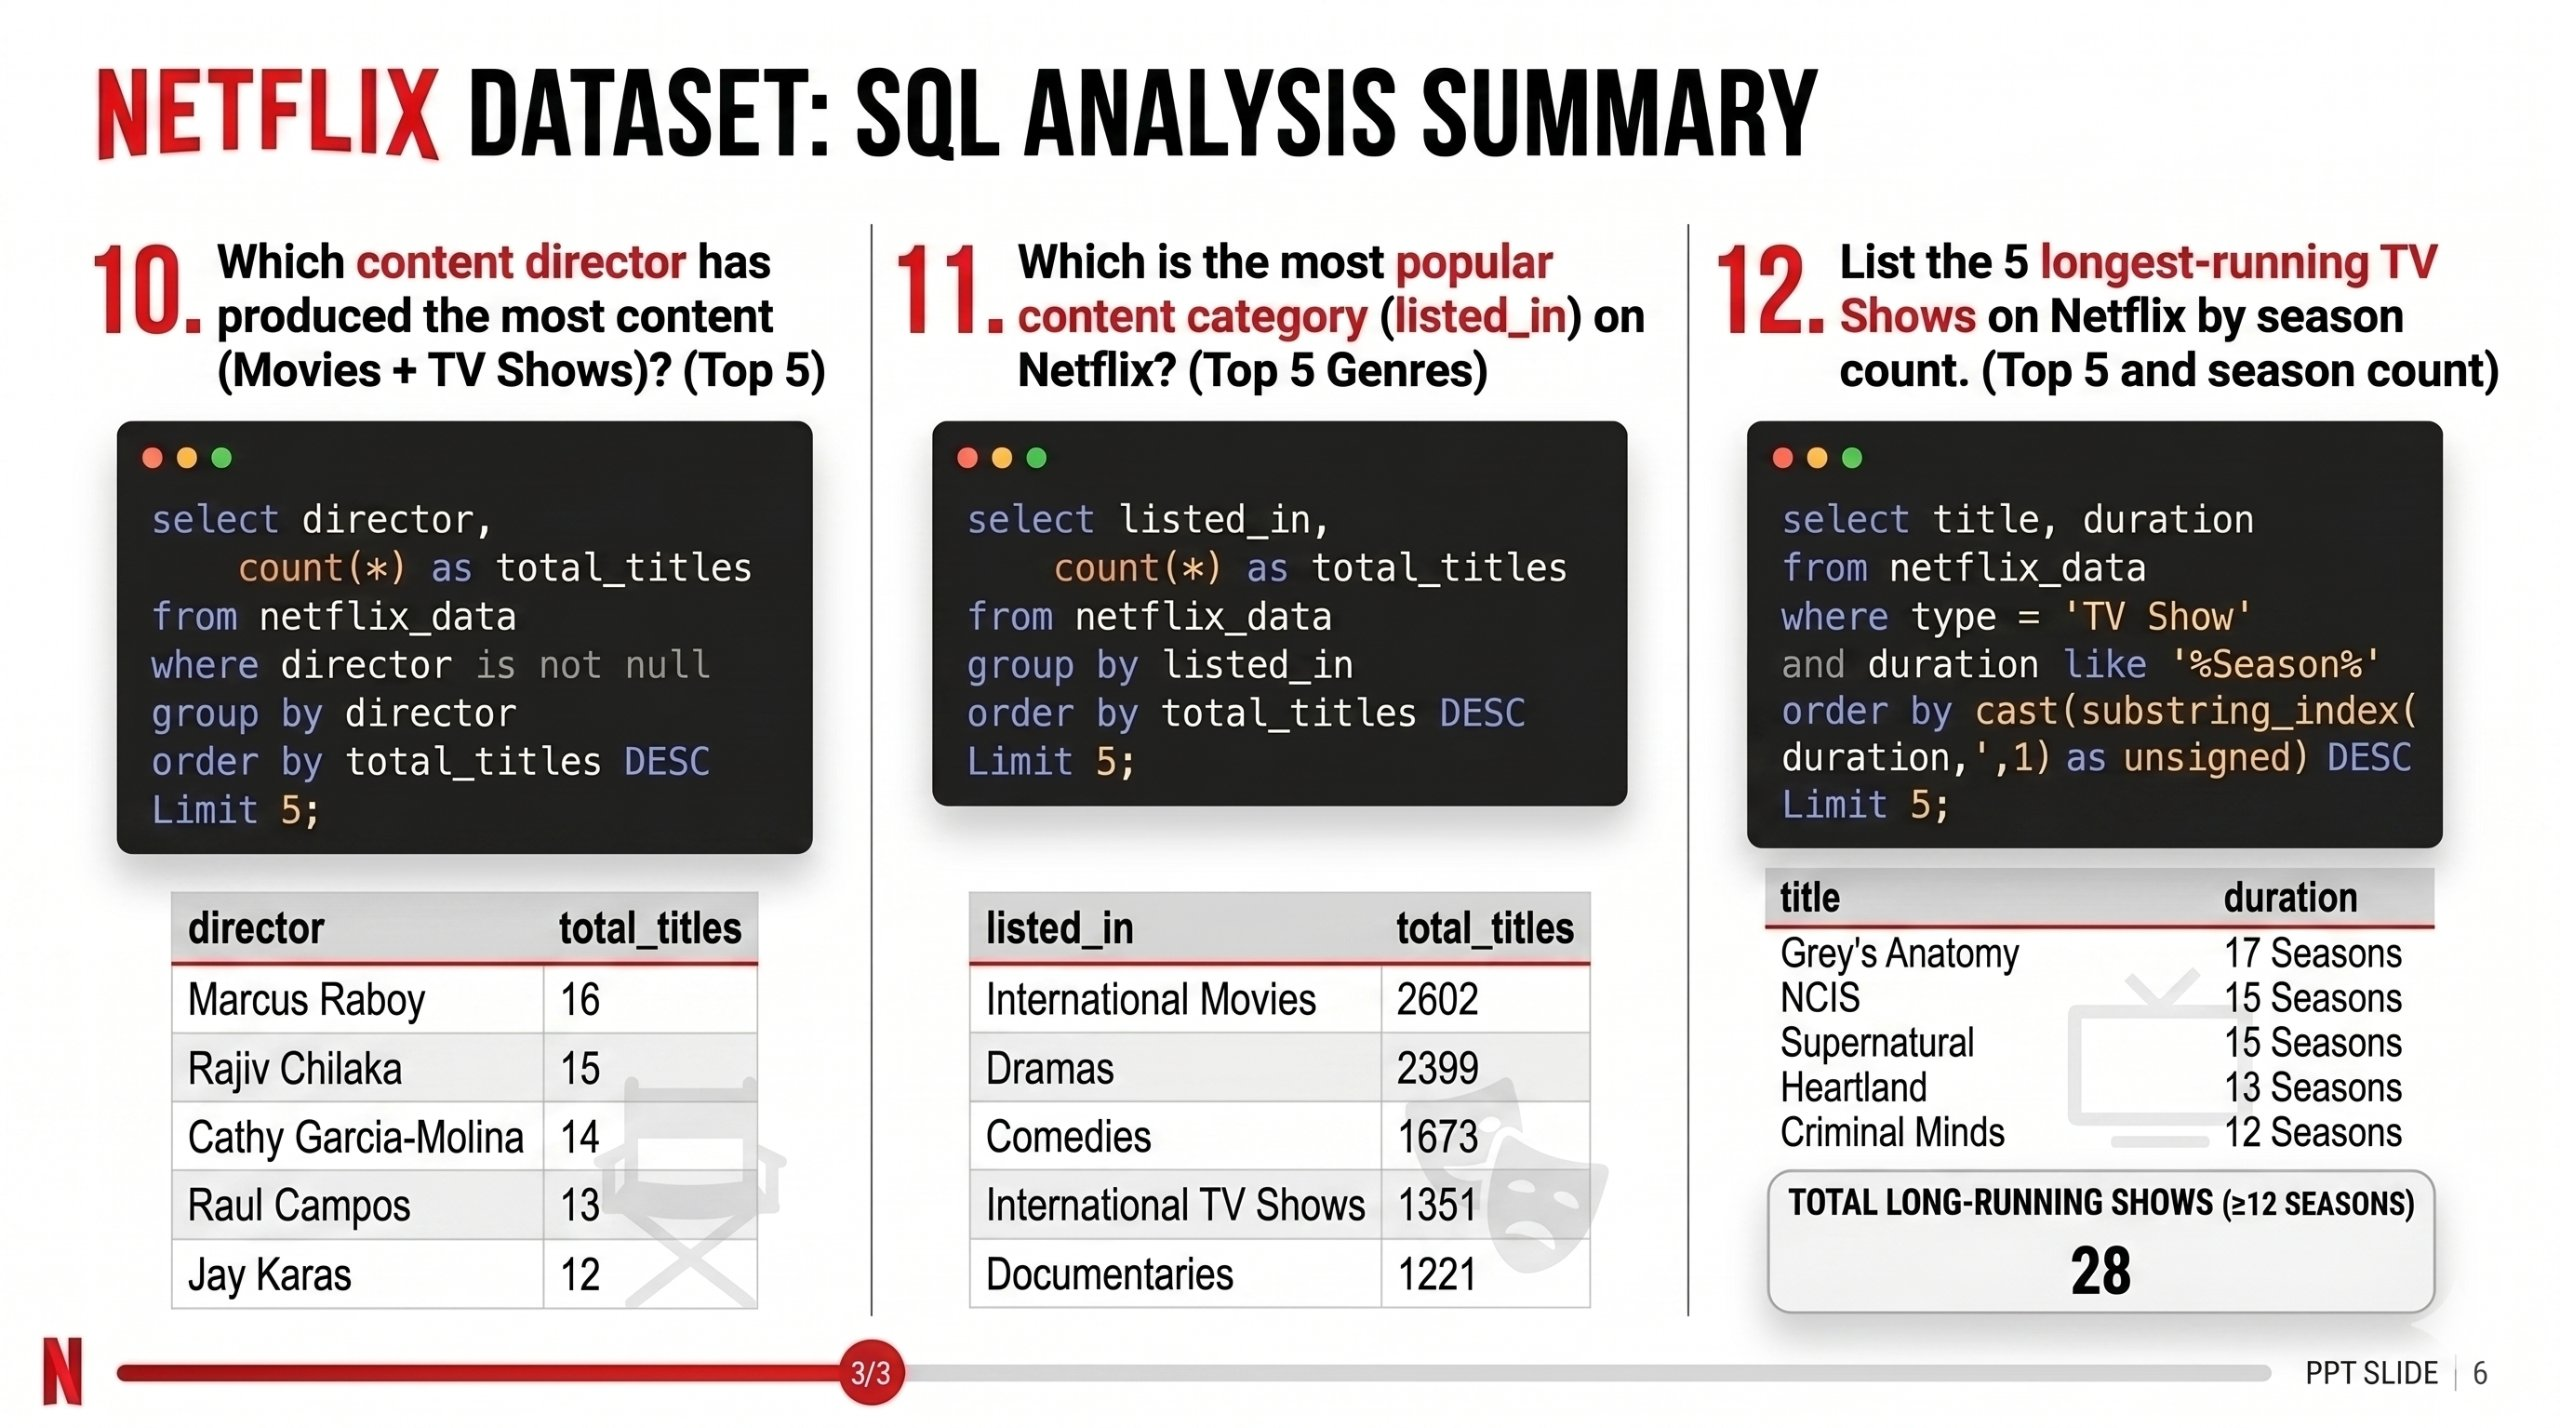 NETFLIX DATASET: SQL ANALYSIS SUMMARY
10. Which content director has
produced the most content
(Movies + TV Shows)? (Top 5)
select director,
count(*) as total_titles
from netflix_data
where director is not null
group by director
order by total_titles DESC
Limit 5;
director total_titles
Marcus Raboy 16
Rajiv Chilaka 15
Cathy Garcia-Molina 14
Raul Campos 13
Jay Karas 12
11. Which is the most popular
content category (listed_in) on
Netflix? (Top 5 Genres)
select listed_in,
count(*) as total_titles
from netflix_data
group by listed_in
order by total_titles DESC
Limit 5;
listed_in total_titles
International Movies 2602
Dramas 2399
Comedies 1673
International TV Shows 1351
Documentaries 1221
12. List the 5 longest-running TV
Shows on Netflix by season
count. (Top 5 and season count)
select title, duration
from netflix_data
where type = 'TV Show'
and duration like '%Season%'
order by cast(substring_index(
duration,',1) as unsigned) DESC
Limit 5;
title duration
Grey's Anatomy 17 Seasons
NCIS 15 Seasons
Supernatural 15 Seasons
Heartland 13 Seasons
Criminal Minds 12 Seasons
TOTAL LONG-RUNNING SHOWS (≥12 SEASONS)
28
N
3/3
PPT SLIDE | 6